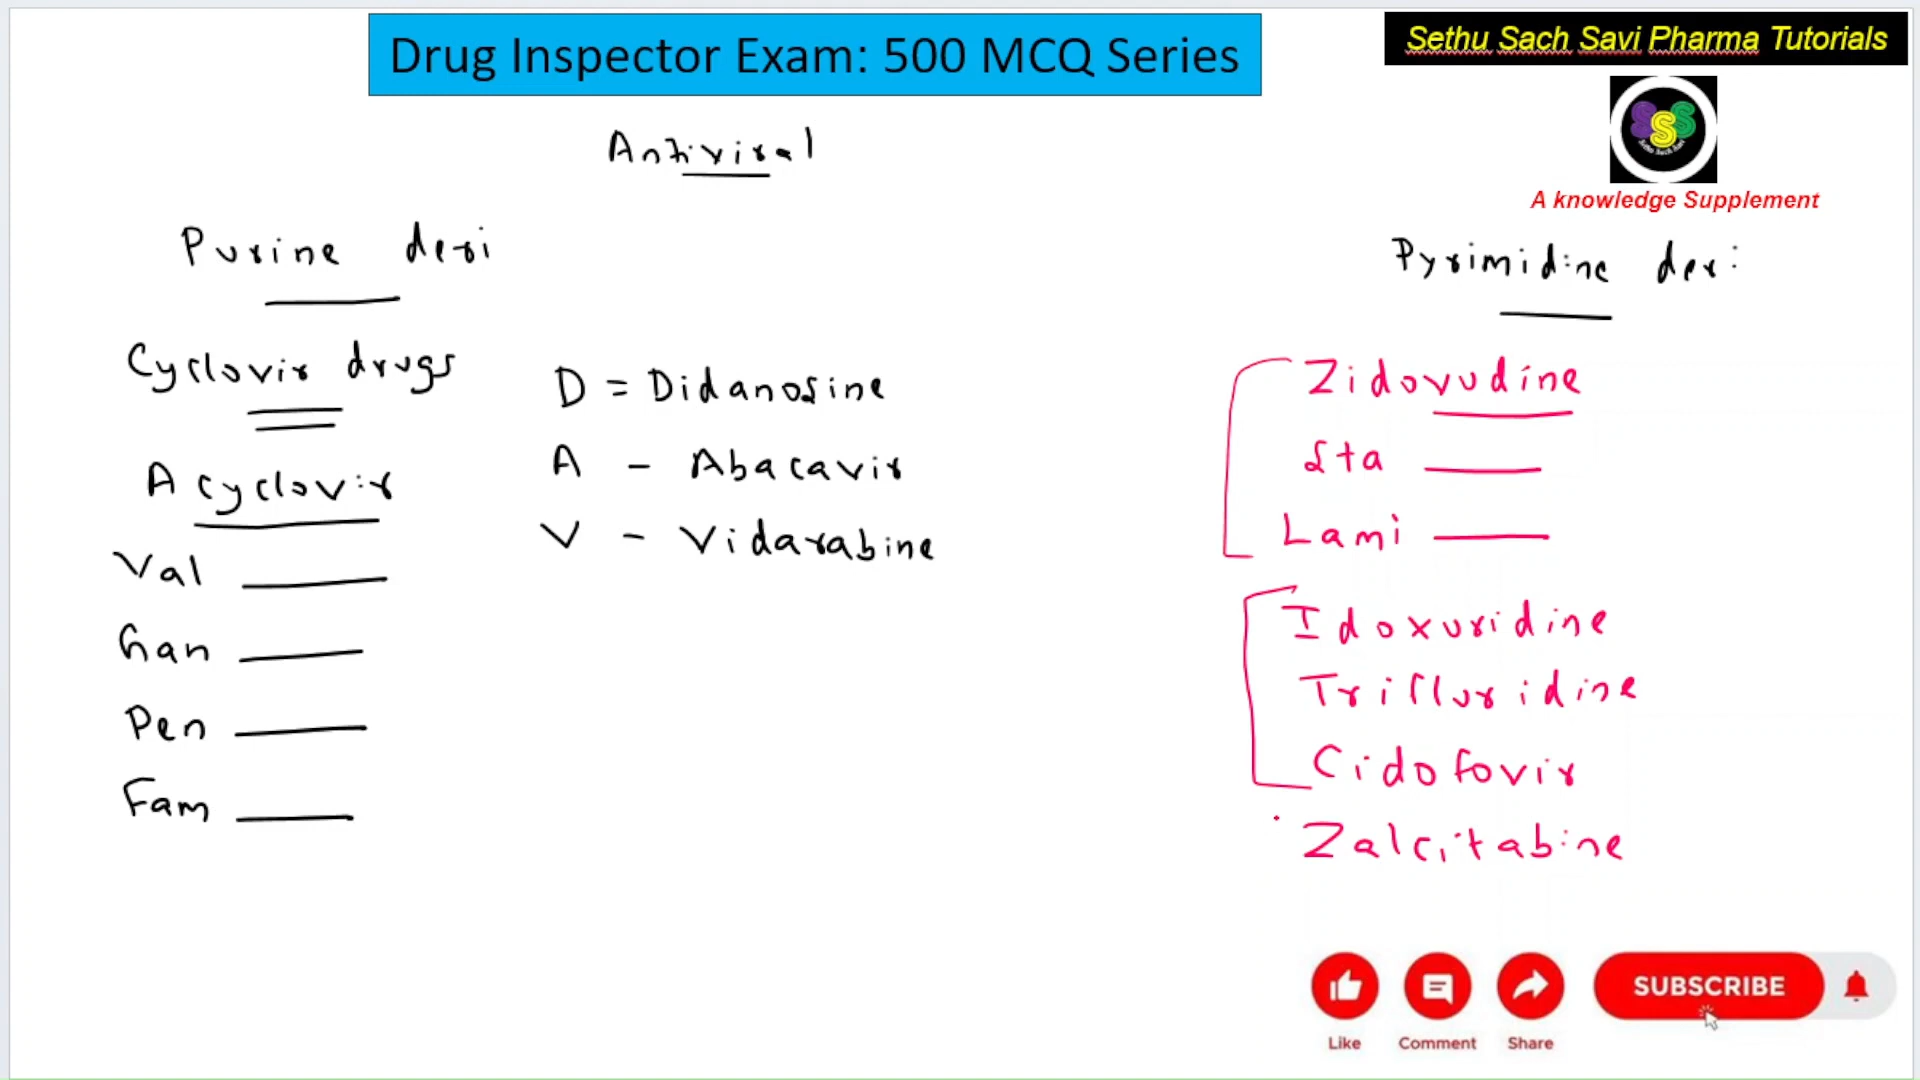 Drug Inspector Exam: 500 MCQ Series
Sethu Sach Savi Pharma Tutorials
SSS
A knowledge Supplement
Antiviral
Purine deri
Cyclovir drugs
Acyclovir
Val
Gan
Pen
Fam
D = Didanosine
A - Abacavir
V - Vidarabine
Pyrimidine deri
Zidovudine
Sta
Lami
Idoxuridine
Trifluridine
Cidofovir
Zalcitabine
SUBSCRIBE
Like
Comment
Share